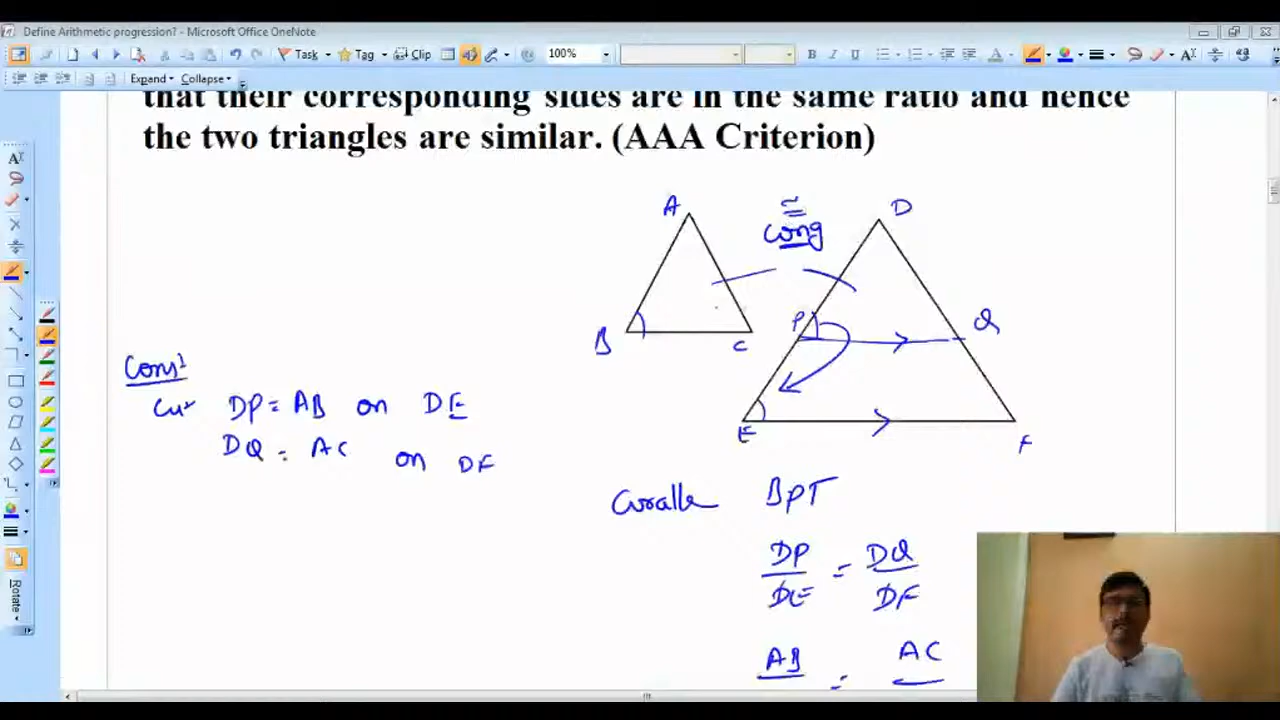 Define Arithmetic progression? - Microsoft Office OneNote
Task Tag Clip 100% B I U A
Expand Collapse
that their corresponding sides are in the same ratio and hence
the two triangles are similar. (AAA Criterion)
≅
Cong
A
D
B
C
P
Q
E
F
Cons!
Cut DP = AB on DE
DQ = AC on DF
BPT
DP/DE = DQ/DF
AB = AC
Rotate